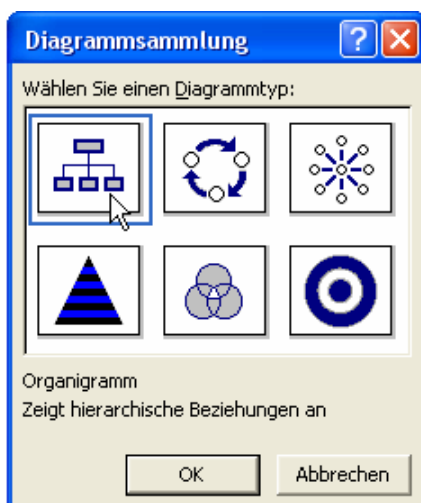 Diagrammsammlung
Wählen Sie einen Diagrammtyp:
Organigramm
Zeigt hierarchische Beziehungen an
OK
Abbrechen